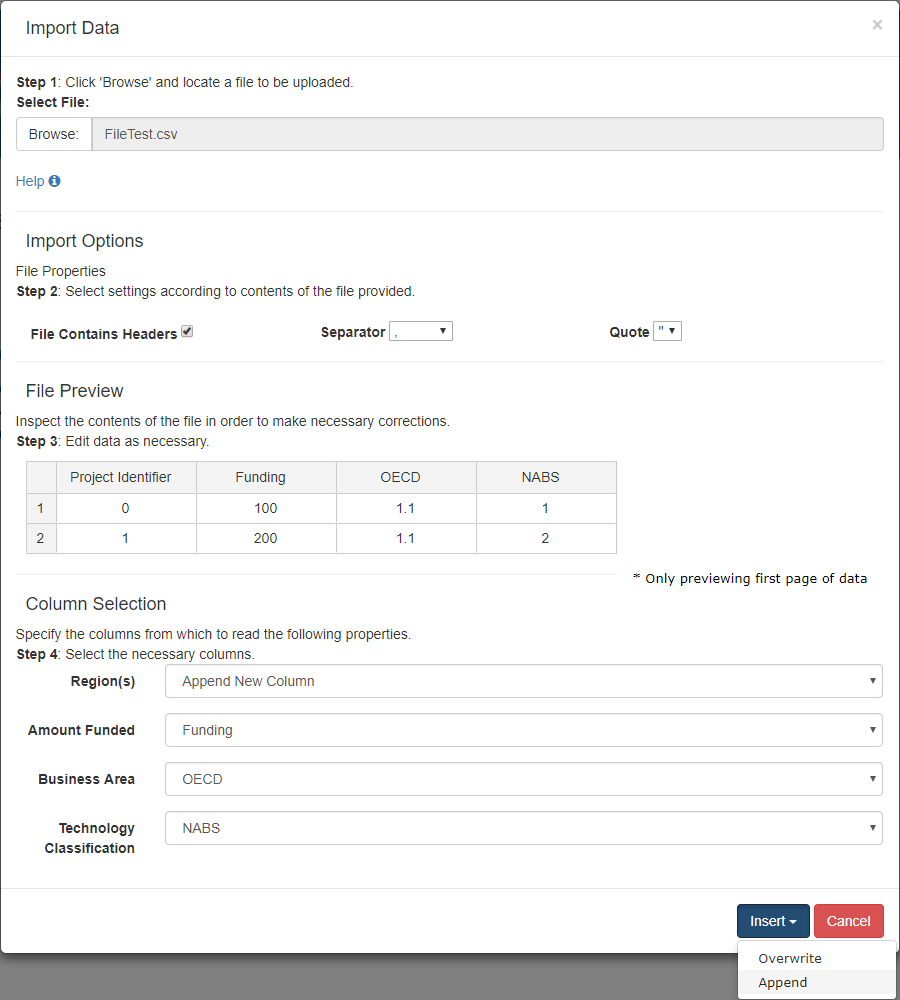 Import Data ×
Step 1: Click 'Browse' and locate a file to be uploaded.
Select File:
Browse: FileTest.csv
Help
Import Options
File Properties
Step 2: Select settings according to contents of the file provided.
File Contains Headers Separator , Quote "
File Preview
Inspect the contents of the file in order to make necessary corrections.
Step 3: Edit data as necessary.
Project Identifier Funding OECD NABS
1 0 100 1.1 1
2 1 200 1.1 2
* Only previewing first page of data
Column Selection
Specify the columns from which to read the following properties.
Step 4: Select the necessary columns.
Region(s) Append New Column
Amount Funded Funding
Business Area OECD
Technology NABS
Classification
Insert Cancel
Overwrite
Append